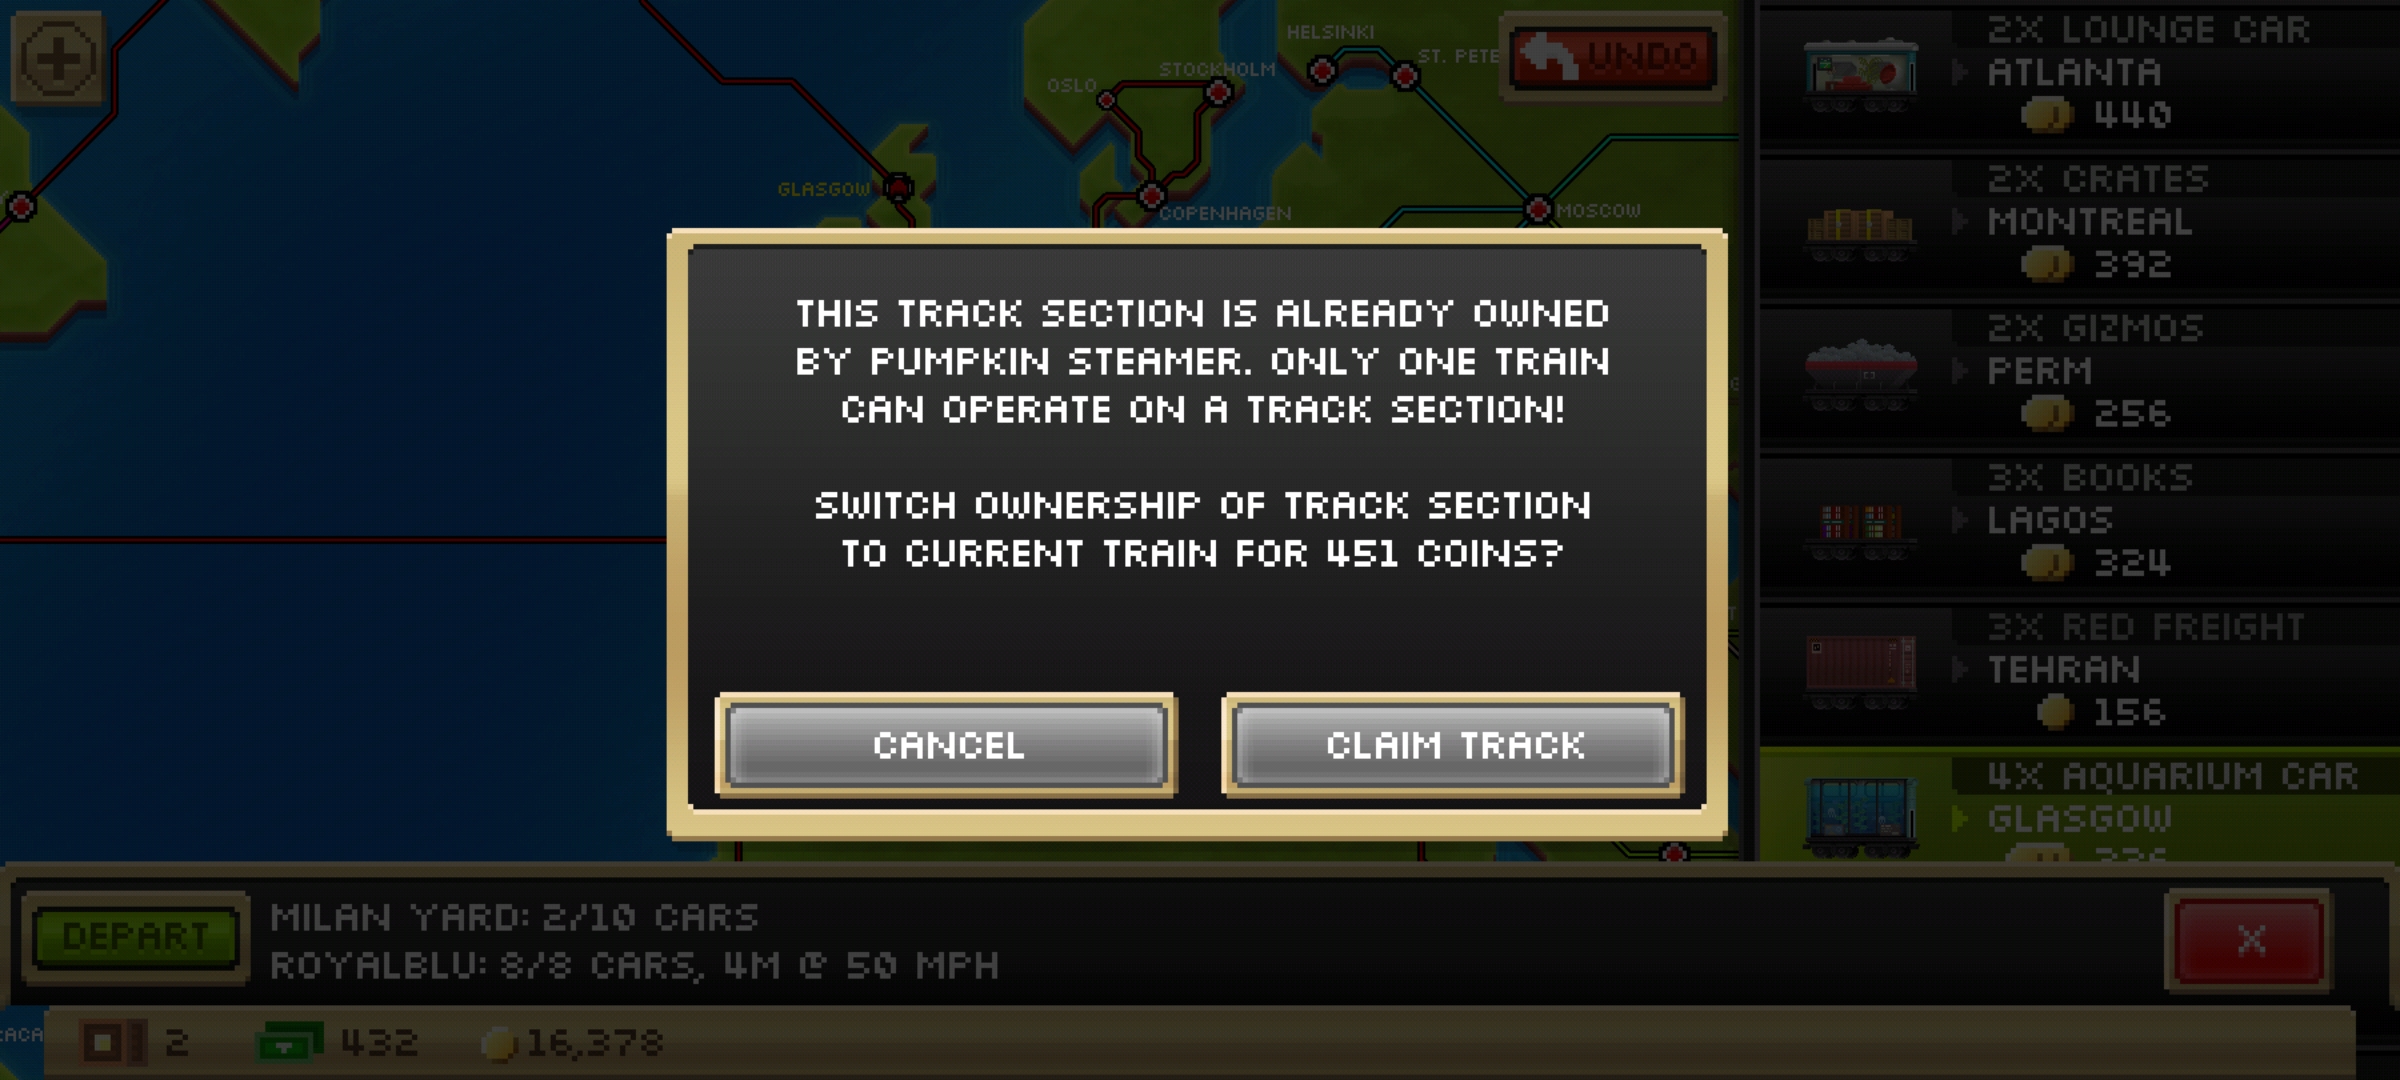 HELSINKI
ST. PETE
UNDO
STOCKHOLM
OSLO
GLASGOW
COPENHAGEN
MOSCOW
2X LOUNGE CAR
ATLANTA
440
2X CRATES
MONTREAL
392
2X GIZMOS
PERM
256
3X BOOKS
LAGOS
324
3X RED FREIGHT
TEHRAN
156
4X AQUARIUM CAR
GLASGOW
THIS TRACK SECTION IS ALREADY OWNED
BY PUMPKIN STEAMER. ONLY ONE TRAIN
CAN OPERATE ON A TRACK SECTION!
SWITCH OWNERSHIP OF TRACK SECTION
TO CURRENT TRAIN FOR 451 COINS?
CANCEL
CLAIM TRACK
DEPART
MILAN YARD: 2/10 CARS
ROYALBLU: 8/8 CARS, 4M @ 50 MPH
X
2
432
16,378